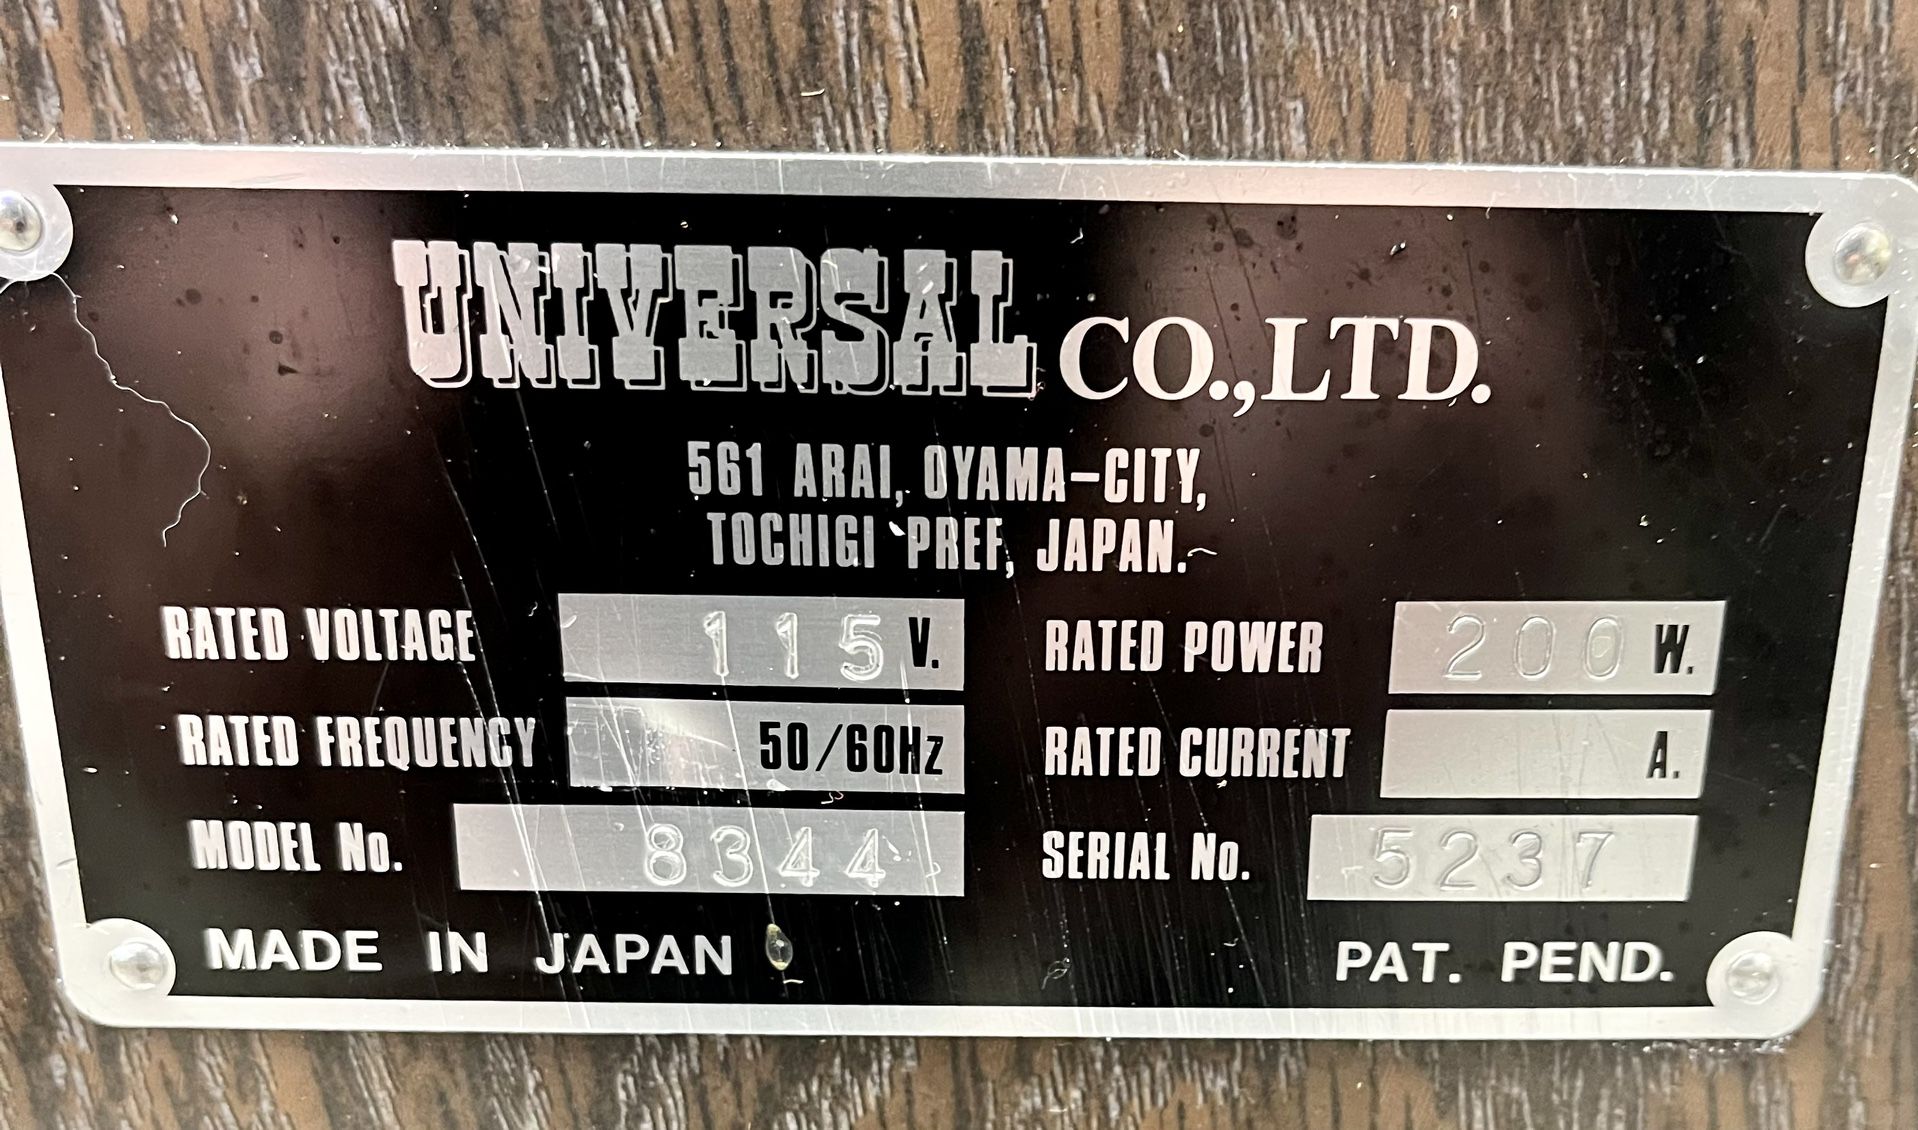 UNIVERSAL CO.,LTD.
561 ARAI, OYAMA-CITY,
TOCHIGI PREF, JAPAN.
RATED VOLTAGE 115 V. RATED POWER 200 W.
RATED FREQUENCY 50/60Hz RATED CURRENT A.
MODEL No. 8344 SERIAL No. 5237
MADE IN JAPAN PAT. PEND.